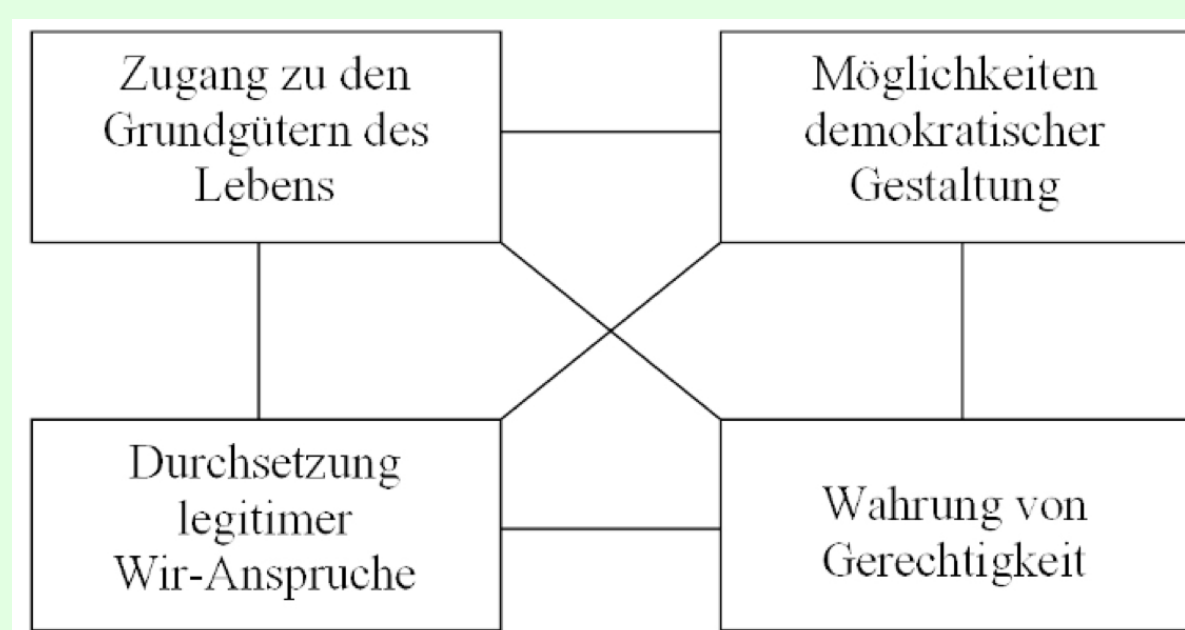 Zugang zu den
Grundgütern des
Lebens
Möglichkeiten
demokratischer
Gestaltung
Durchsetzung
legitimer
Wir-Anspruche
Wahrung von
Gerechtigkeit